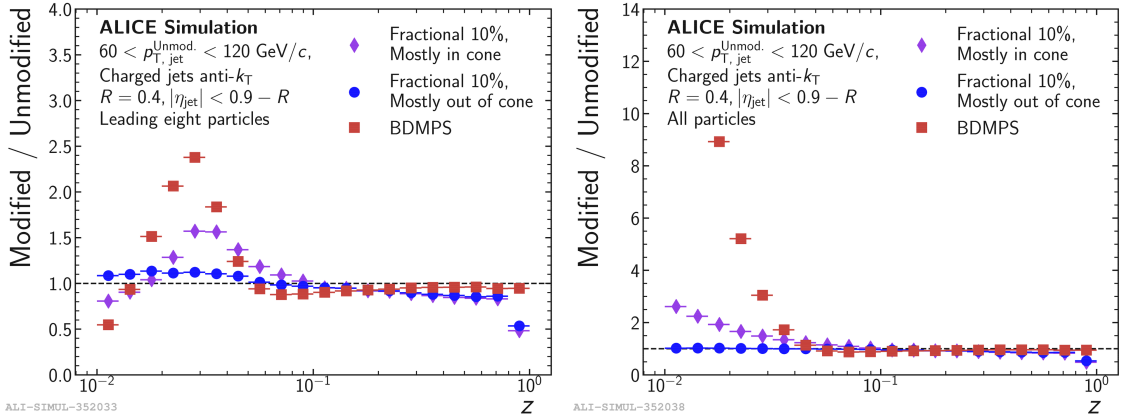 ALICE Simulation
60 < p_{T, jet}^{Unmod.} < 120 GeV/c,
Charged jets anti-k_T
R = 0.4, |η_jet| < 0.9 − R
Leading eight particles
Fractional 10%,
Mostly in cone
Fractional 10%,
Mostly out of cone
BDMPS
Modified / Unmodified
4.0
3.5
3.0
2.5
2.0
1.5
1.0
0.5
0.0
10^{−2}
10^{−1}
10^{0}
z
ALI-SIMUL-352033
ALICE Simulation
60 < p_{T, jet}^{Unmod.} < 120 GeV/c,
Charged jets anti-k_T
R = 0.4, |η_jet| < 0.9 − R
All particles
Fractional 10%,
Mostly in cone
Fractional 10%,
Mostly out of cone
BDMPS
Modified / Unmodified
14
12
10
8
6
4
2
0
10^{−2}
10^{−1}
10^{0}
z
ALI-SIMUL-352038